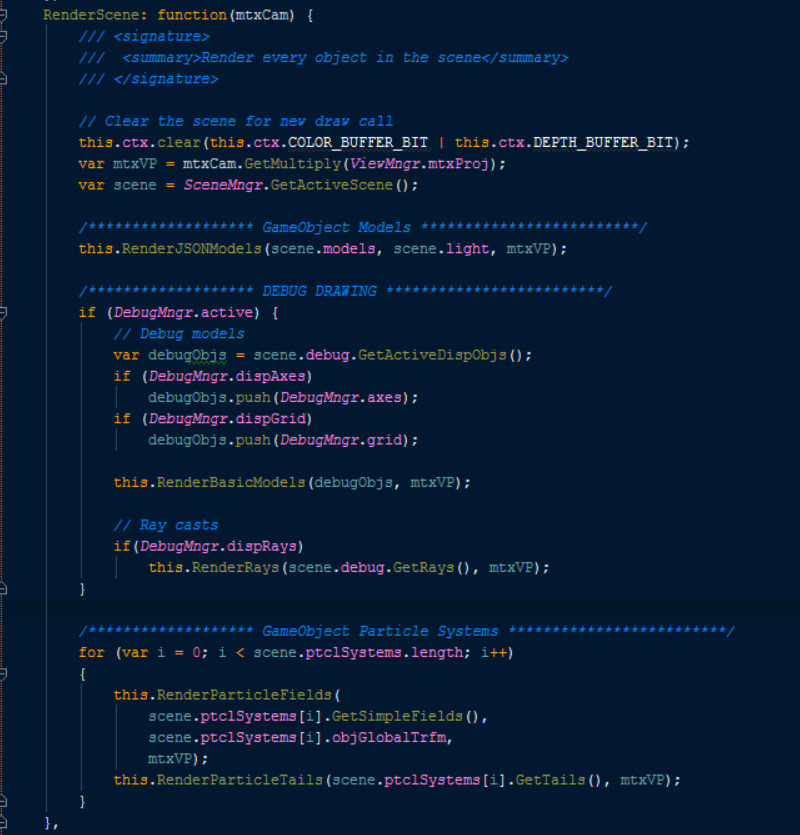 RenderScene: function(mtxCam) {
/// <signature>
///  <summary>Render every object in the scene</summary>
/// </signature>
// Clear the scene for new draw call
this.ctx.clear(this.ctx.COLOR_BUFFER_BIT | this.ctx.DEPTH_BUFFER_BIT);
var mtxVP = mtxCam.GetMultiply(ViewMngr.mtxProj);
var scene = SceneMngr.GetActiveScene();
/******************* GameObject Models *************************/
this.RenderJSONModels(scene.models, scene.light, mtxVP);
/******************* DEBUG DRAWING *************************/
if (DebugMngr.active) {
// Debug models
var debugObjs = scene.debug.GetActiveDispObjs();
if (DebugMngr.dispAxes)
debugObjs.push(DebugMngr.axes);
if (DebugMngr.dispGrid)
debugObjs.push(DebugMngr.grid);
this.RenderBasicModels(debugObjs, mtxVP);
// Ray casts
if(DebugMngr.dispRays)
this.RenderRays(scene.debug.GetRays(), mtxVP);
}
/******************* GameObject Particle Systems *************************/
for (var i = 0; i < scene.ptclSystems.length; i++)
{
this.RenderParticleFields(
scene.ptclSystems[i].GetSimpleFields(),
scene.ptclSystems[i].objGlobalTrfm,
mtxVP);
this.RenderParticleTails(scene.ptclSystems[i].GetTails(), mtxVP);
}
},